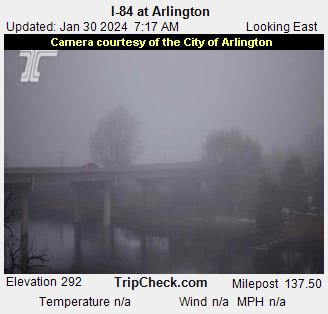 I-84 at Arlington
Updated: Jan 30 2024 7:17 AM Looking East
Camera courtesy of the City of Arlington
Elevation 292 TripCheck.com Milepost 137.50
Temperature n/a Wind n/a MPH n/a